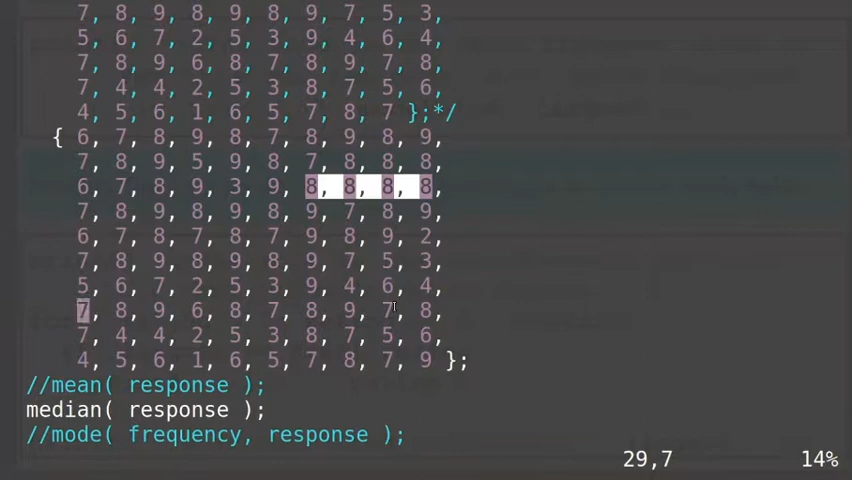 7, 8, 9, 8, 9, 8, 9, 7, 5, 3,
5, 6, 7, 2, 5, 3, 9, 4, 6, 4,
7, 8, 9, 6, 8, 7, 8, 9, 7, 8,
7, 4, 4, 2, 5, 3, 8, 7, 5, 6,
4, 5, 6, 1, 6, 5, 7, 8, 7 };*/
{ 6, 7, 8, 9, 8, 7, 8, 9, 8, 9,
7, 8, 9, 5, 9, 8, 7, 8, 8, 8,
6, 7, 8, 9, 3, 9, 8, 8, 8, 8,
7, 8, 9, 8, 9, 8, 9, 7, 8, 9,
6, 7, 8, 7, 8, 7, 9, 8, 9, 2,
7, 8, 9, 8, 9, 8, 9, 7, 5, 3,
5, 6, 7, 2, 5, 3, 9, 4, 6, 4,
7, 8, 9, 6, 8, 7, 8, 9, 7, 8,
7, 4, 4, 2, 5, 3, 8, 7, 5, 6,
4, 5, 6, 1, 6, 5, 7, 8, 7, 9 };
//mean( response );
median( response );
//mode( frequency, response );
29,7 14%